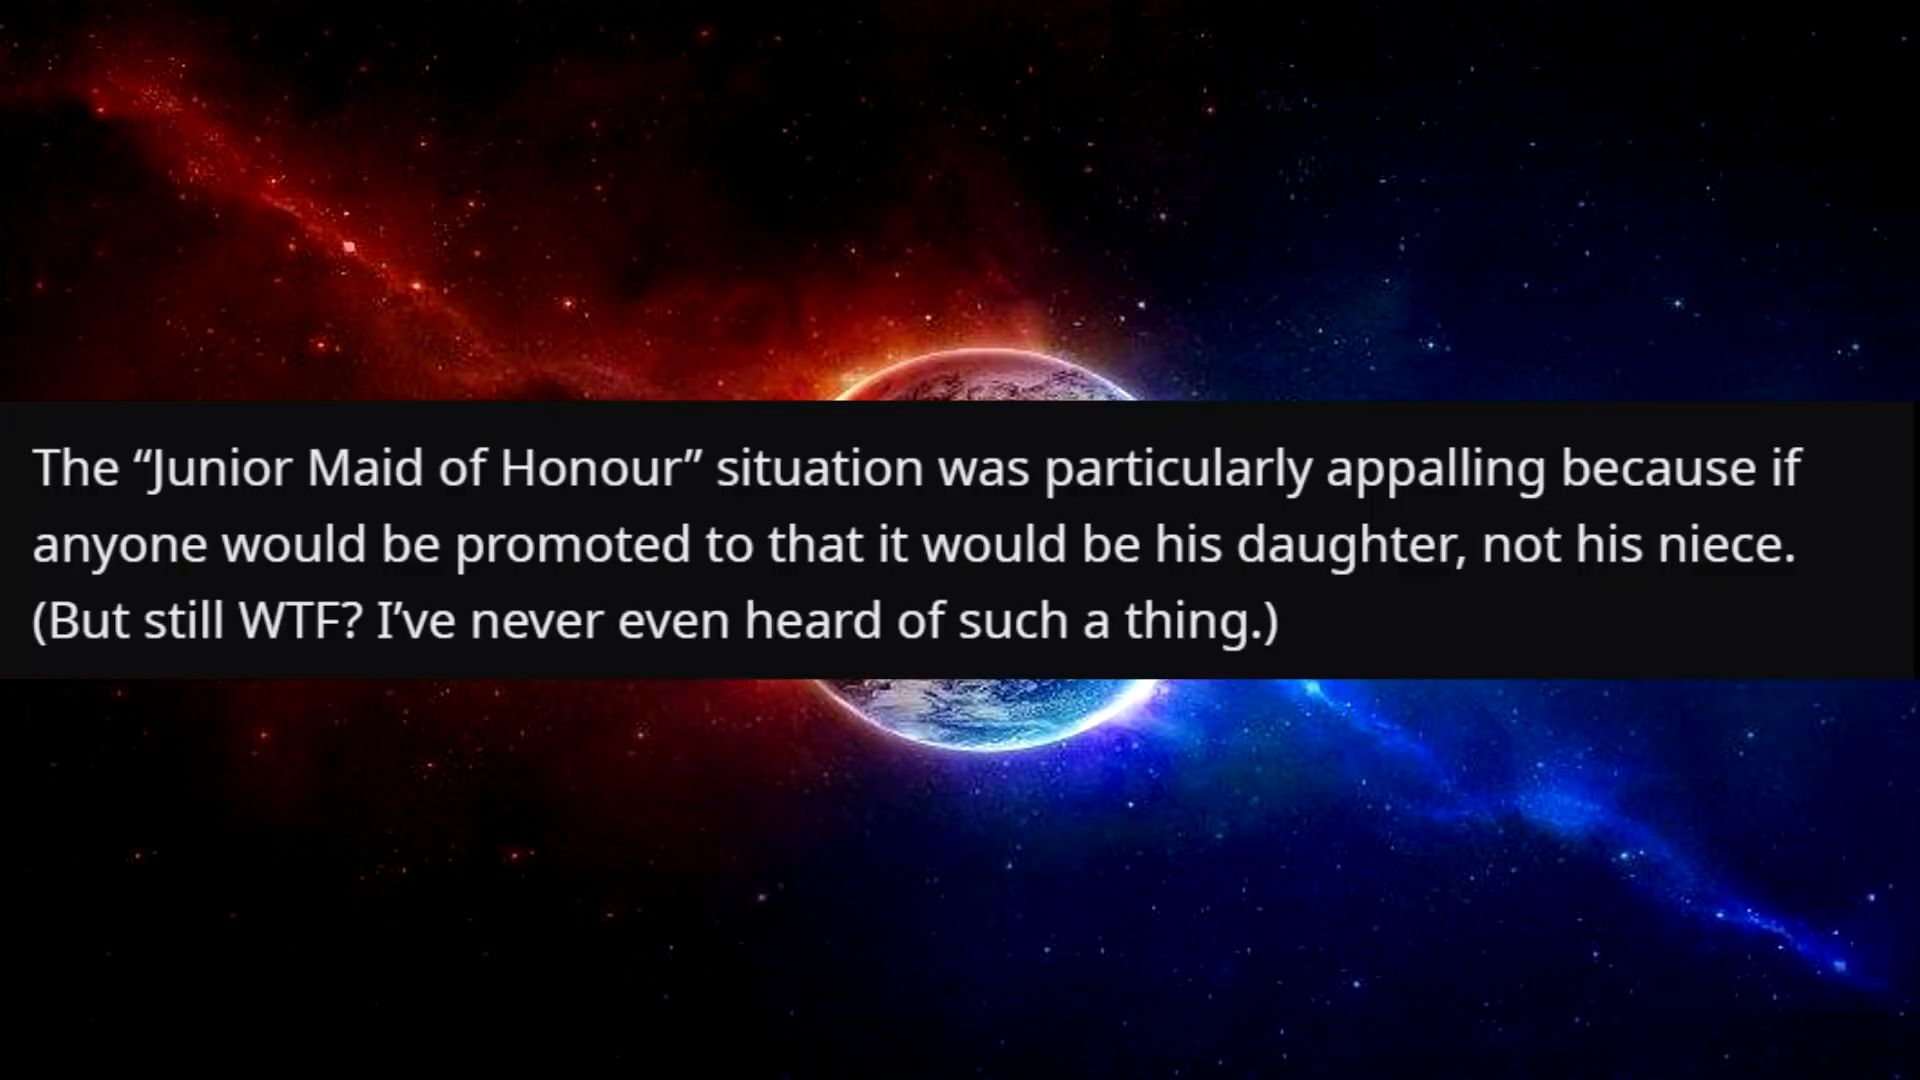 The “Junior Maid of Honour” situation was particularly appalling because if
anyone would be promoted to that it would be his daughter, not his niece.
(But still WTF? I’ve never even heard of such a thing.)